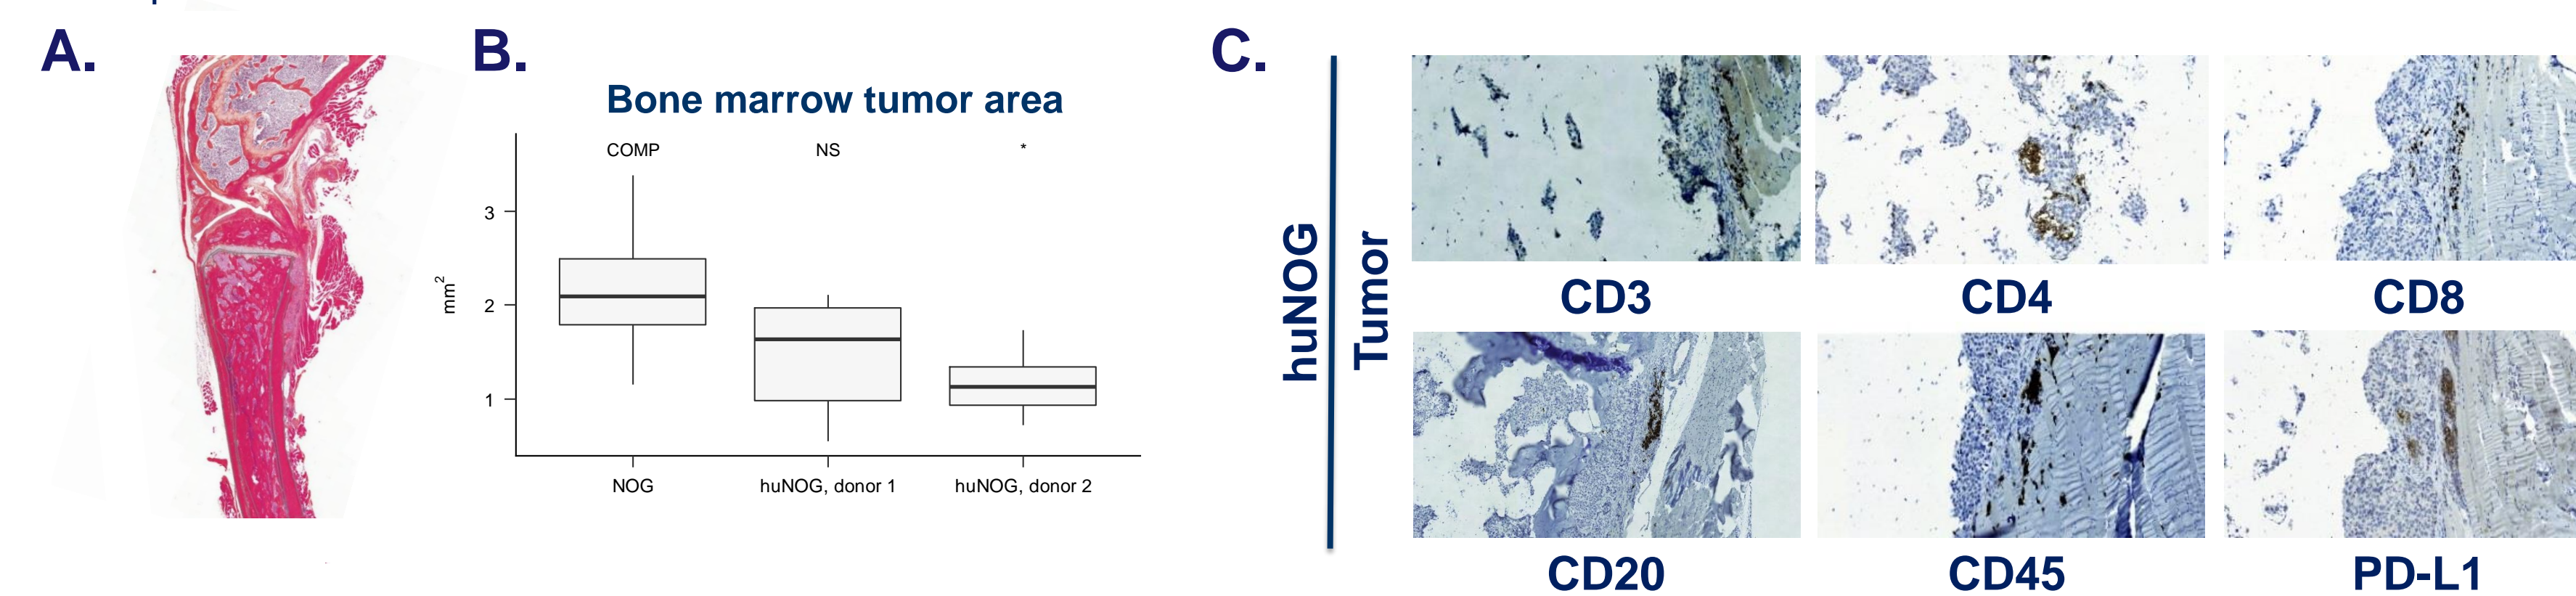 A.
B.
Bone marrow tumor area
COMP
NS
*
3
2
1
mm²
NOG
huNOG, donor 1
huNOG, donor 2
C.
huNOG
Tumor
CD3
CD4
CD8
CD20
CD45
PD-L1